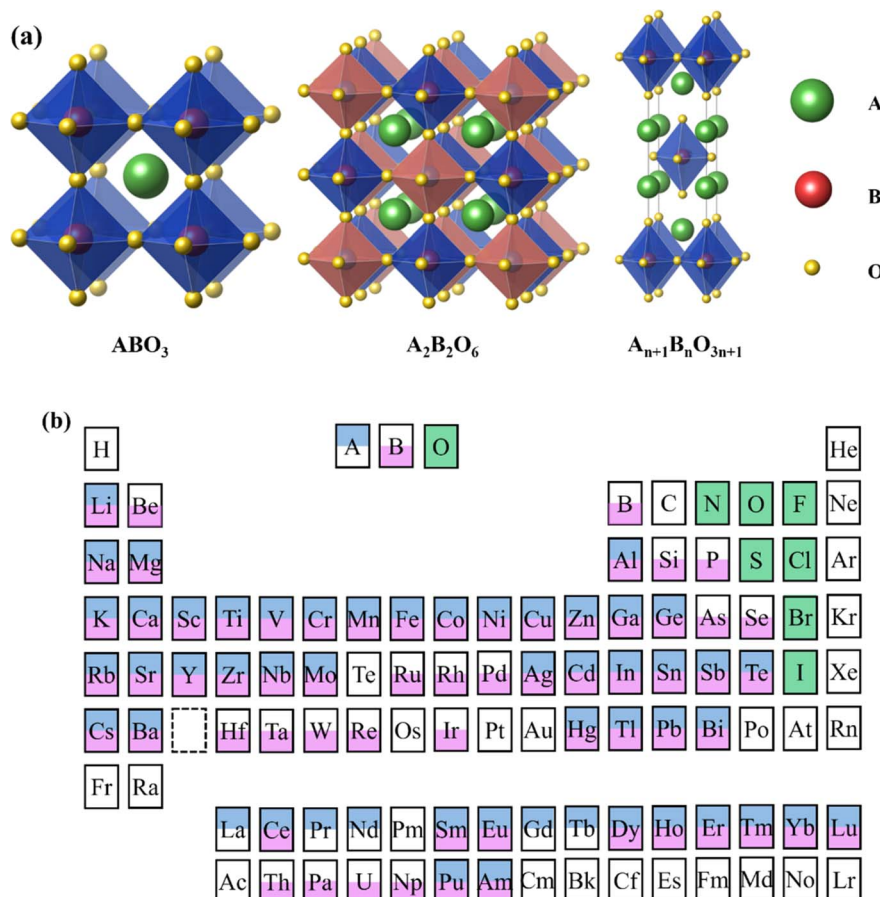 (a)
A
B
O
ABO3 A2B2O6 An+1BnO3n+1
(b)
A B O
H He
Li Be B C N O F Ne
Na Mg Al Si P S Cl Ar
K Ca Sc Ti V Cr Mn Fe Co Ni Cu Zn Ga Ge As Se Br Kr
Rb Sr Y Zr Nb Mo Te Ru Rh Pd Ag Cd In Sn Sb Te I Xe
Cs Ba Hf Ta W Re Os Ir Pt Au Hg Tl Pb Bi Po At Rn
Fr Ra
La Ce Pr Nd Pm Sm Eu Gd Tb Dy Ho Er Tm Yb Lu
Ac Th Pa U Np Pu Am Cm Bk Cf Es Fm Md No Lr